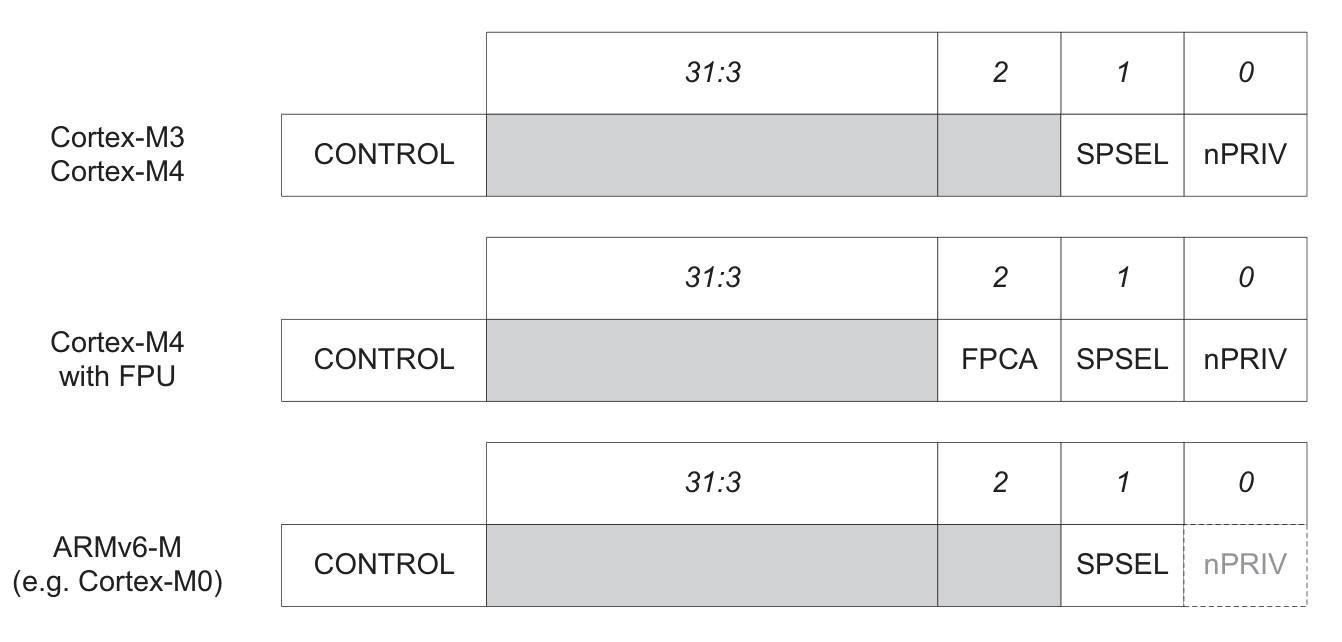 31:3 2 1 0
Cortex-M3
Cortex-M4
CONTROL SPSEL nPRIV
31:3 2 1 0
Cortex-M4
with FPU
CONTROL FPCA SPSEL nPRIV
31:3 2 1 0
ARMv6-M
(e.g. Cortex-M0)
CONTROL SPSEL nPRIV